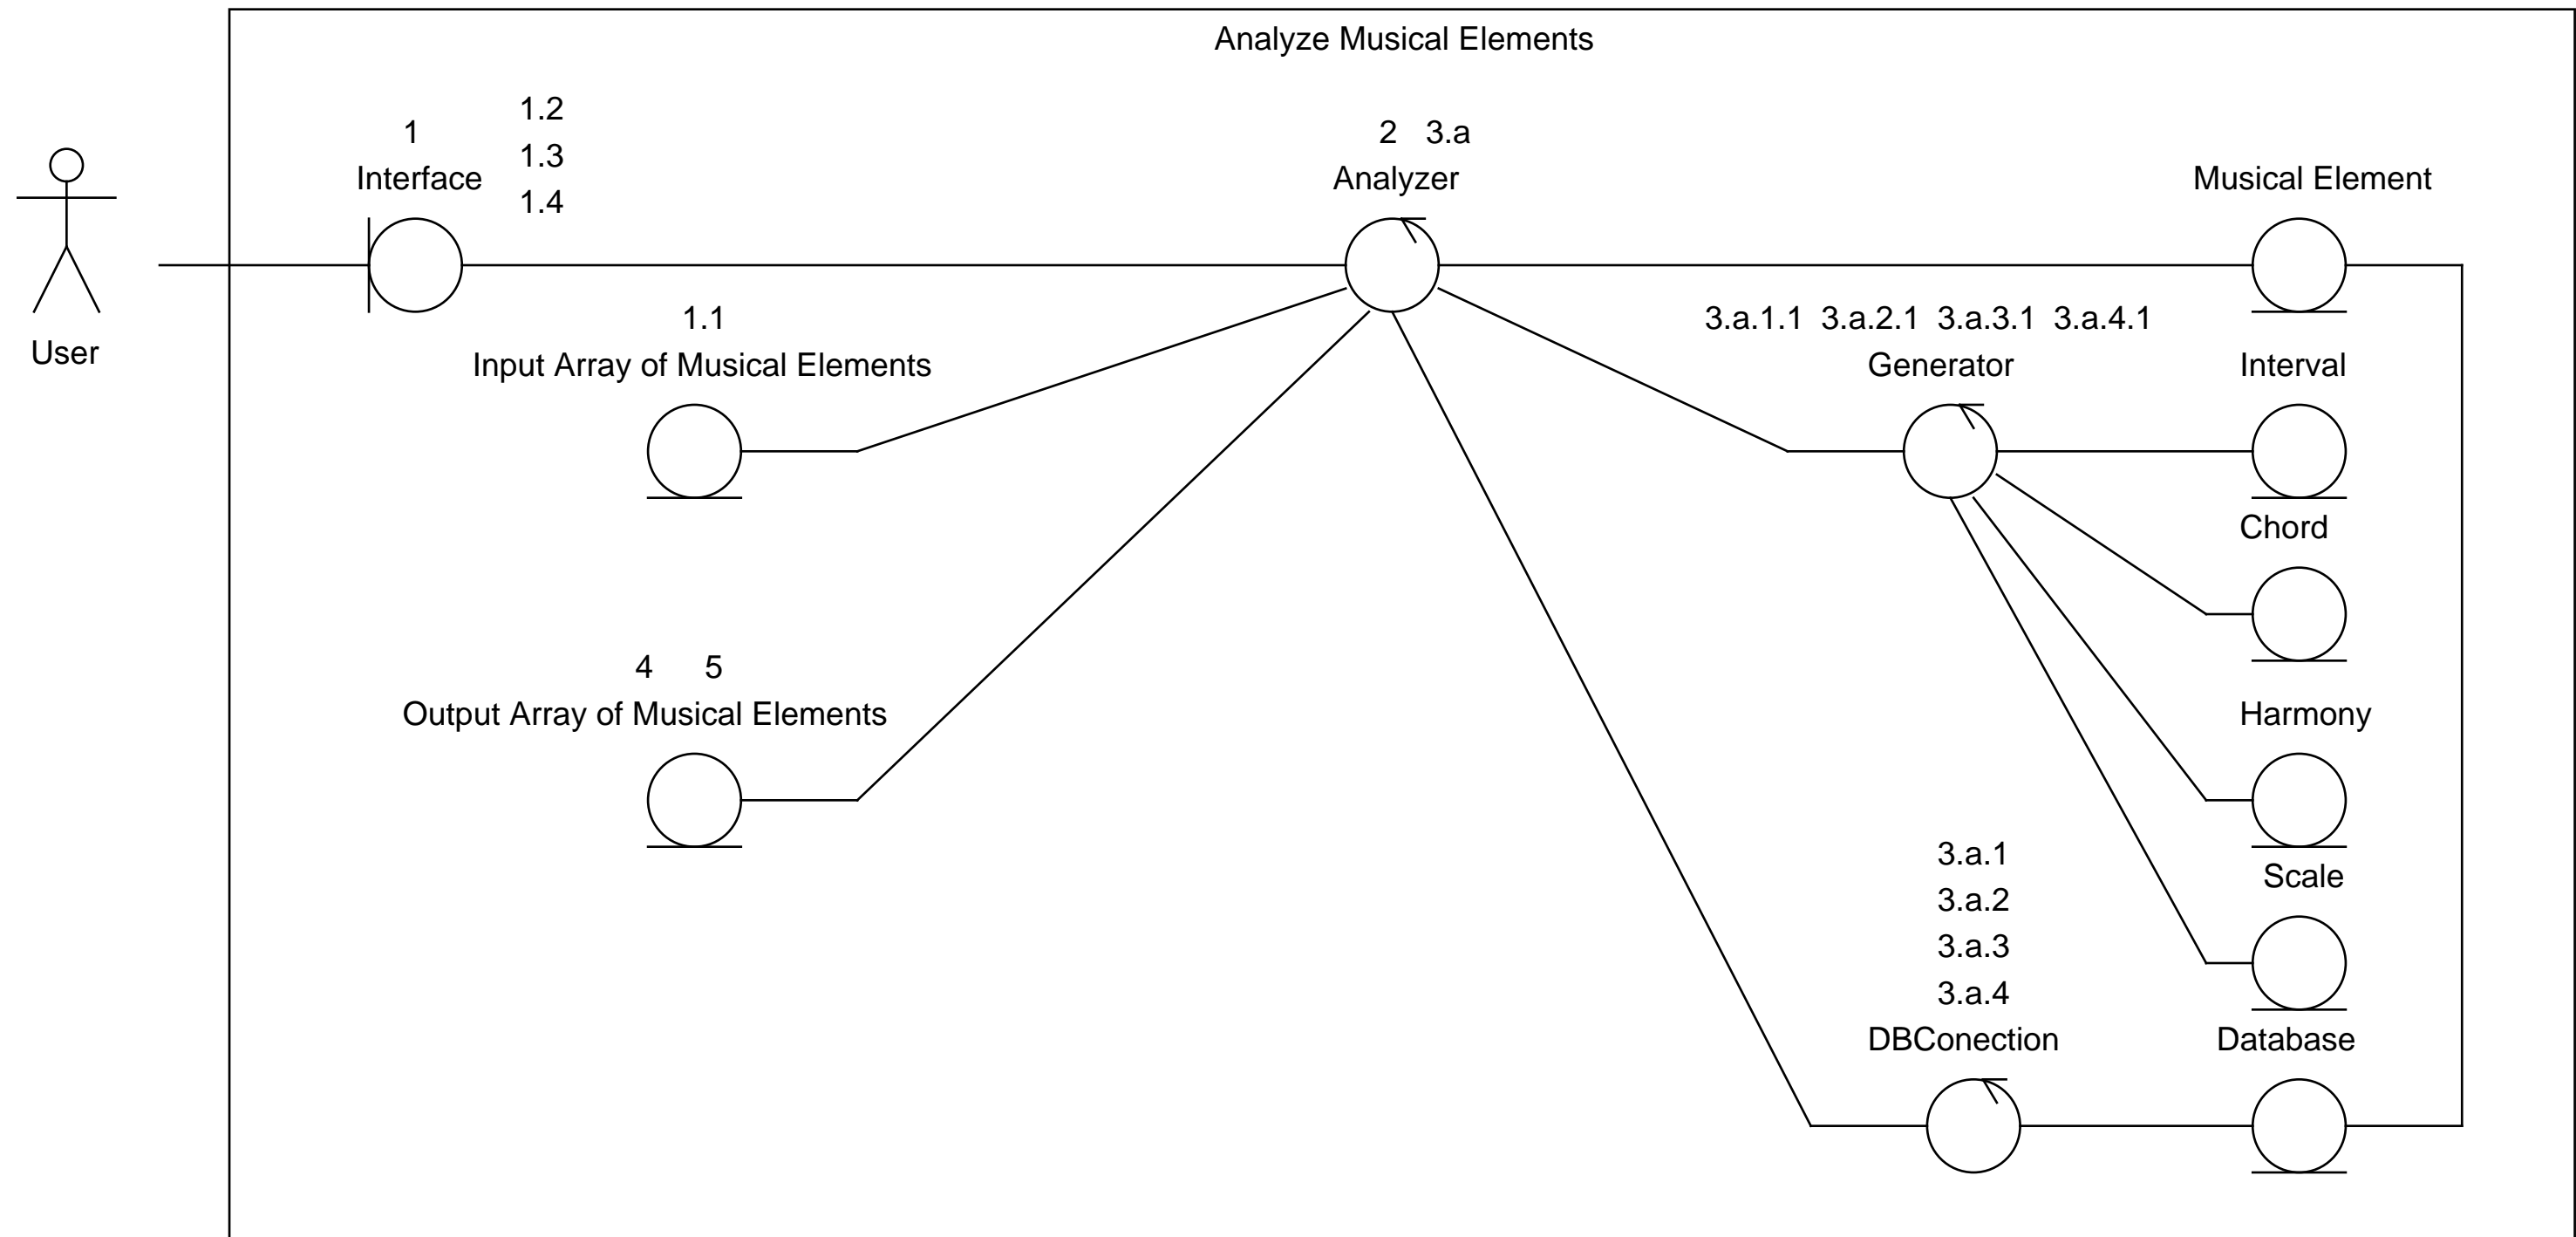 Analyze Musical Elements
1.2
1
1.3
Interface
1.4
User
2 3.a
Analyzer
Musical Element
1.1
Input Array of Musical Elements
3.a.1.1 3.a.2.1 3.a.3.1 3.a.4.1
Generator
Interval
Chord
4 5
Output Array of Musical Elements
Harmony
Scale
3.a.1
3.a.2
3.a.3
3.a.4
DBConection
Database